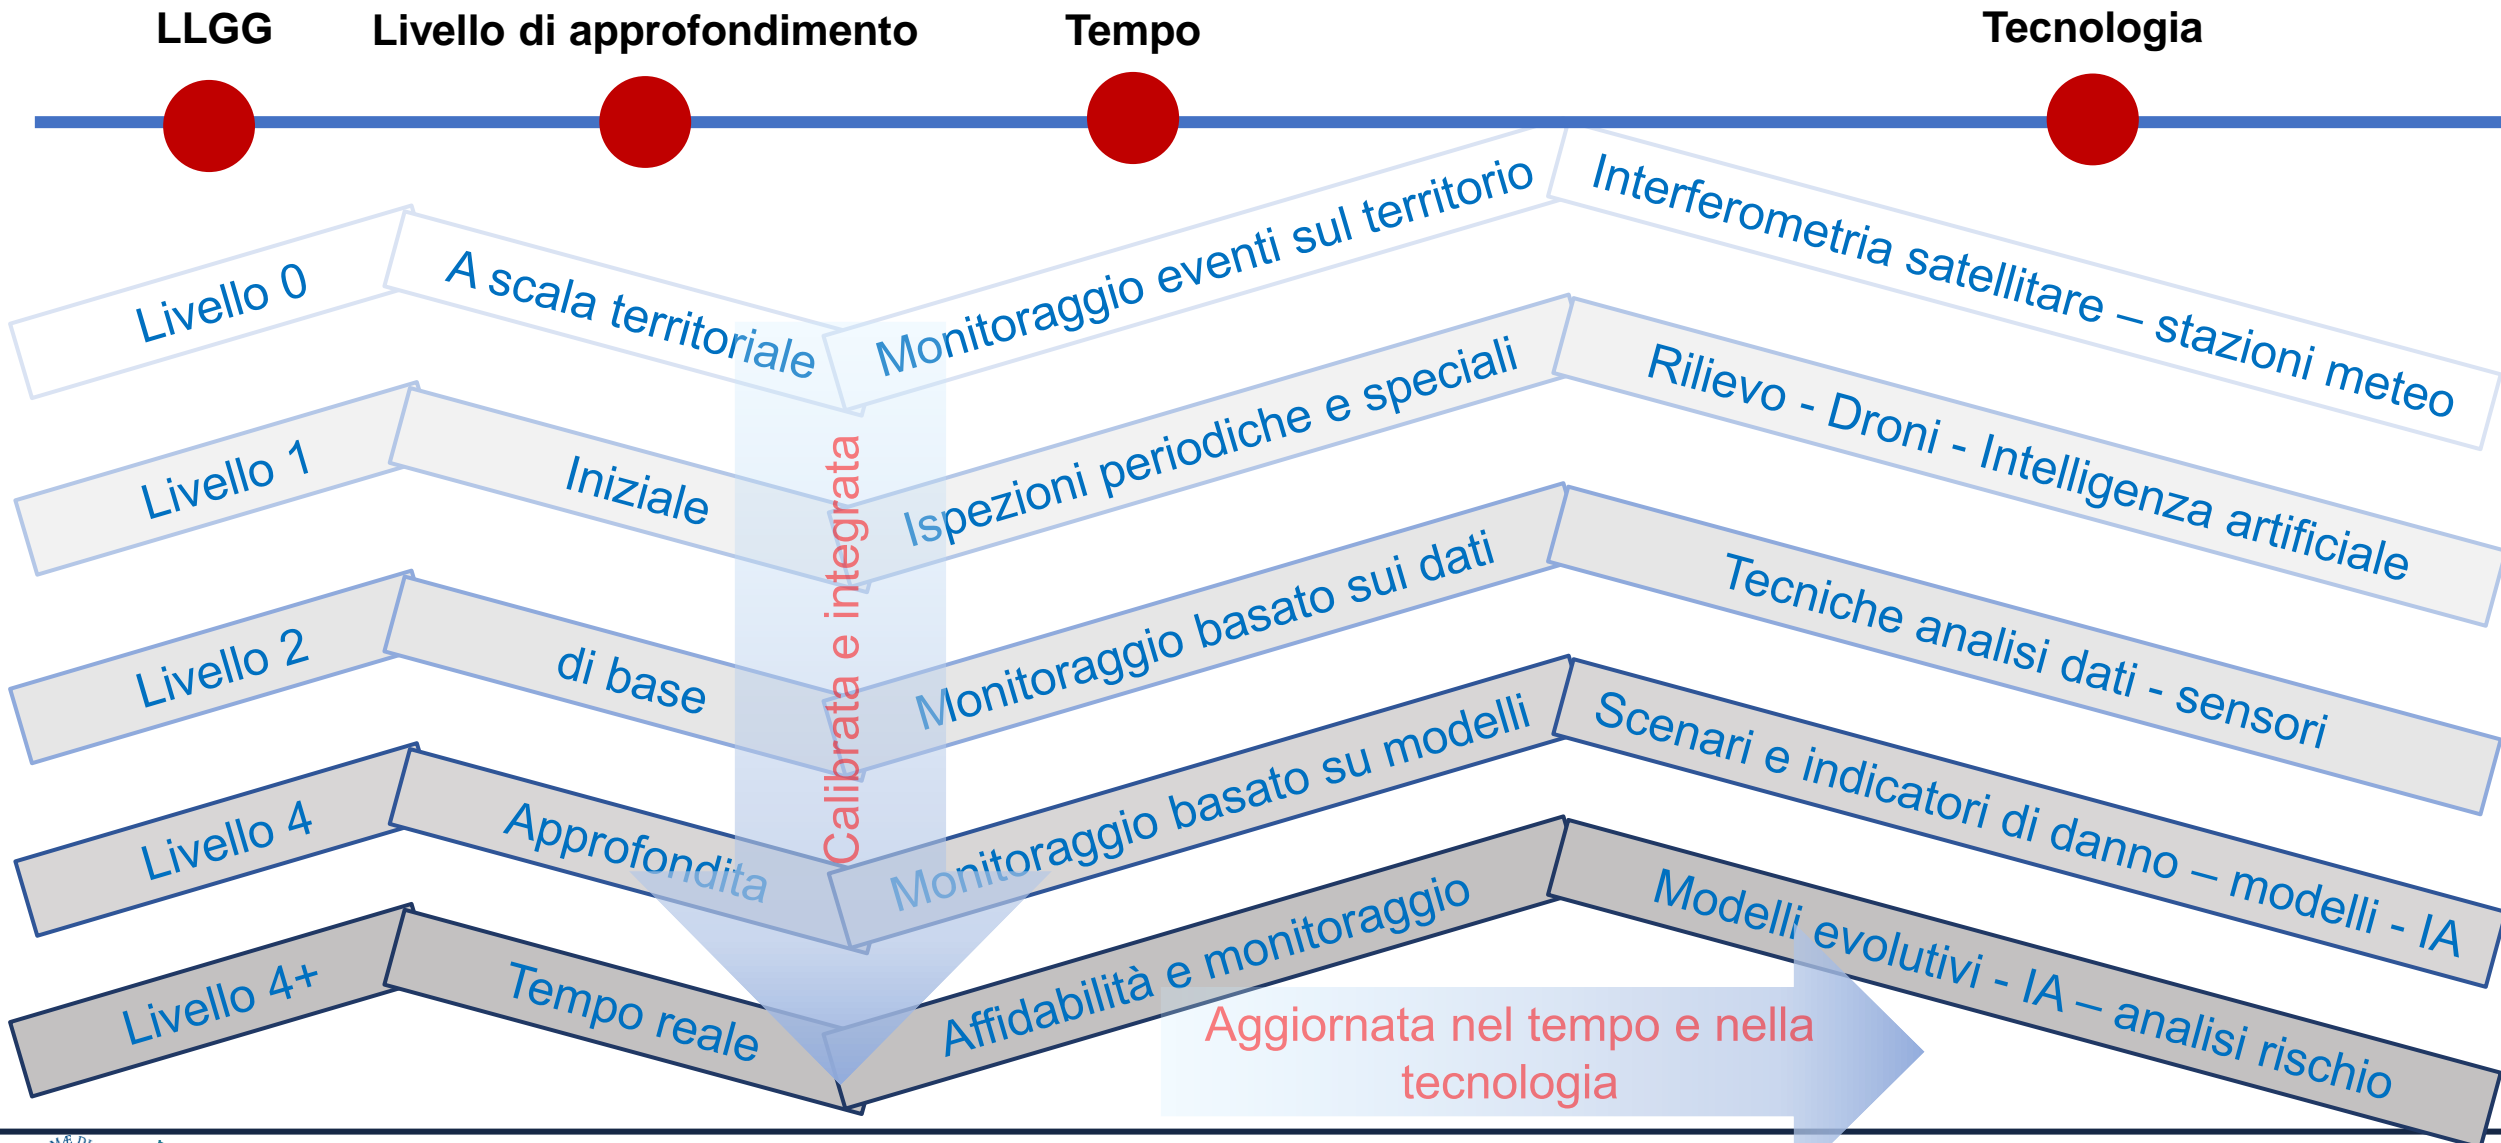 LLGG
Livello di approfondimento
Tempo
Tecnologia
Livello 0
A scala territoriale
Monitoraggio eventi sul territorio
Interferometria satellitare – stazioni meteo
Livello 1
Iniziale
Ispezioni periodiche e speciali
Rilievo - Droni - Intelligenza artificiale
Livello 2
di base
Monitoraggio basato sui dati
Tecniche analisi dati - sensori
Livello 4
Approfondita
Monitoraggio basato su modelli
Scenari e indicatori di danno – modelli - IA
Livello 4+
Tempo reale
Affidabilità e monitoraggio
Modelli evolutivi - IA – analisi rischio
Calibrata e integrata
Aggiornata nel tempo e nella
tecnologia